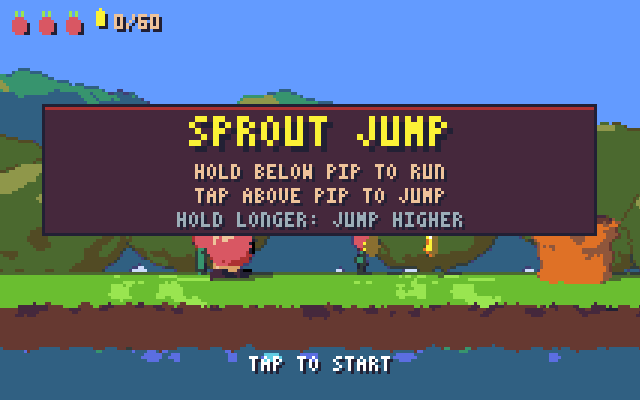 0/60
SPROUT JUMP
HOLD BELOW PIP TO RUN
TAP ABOVE PIP TO JUMP
HOLD LONGER: JUMP HIGHER
TAP TO START